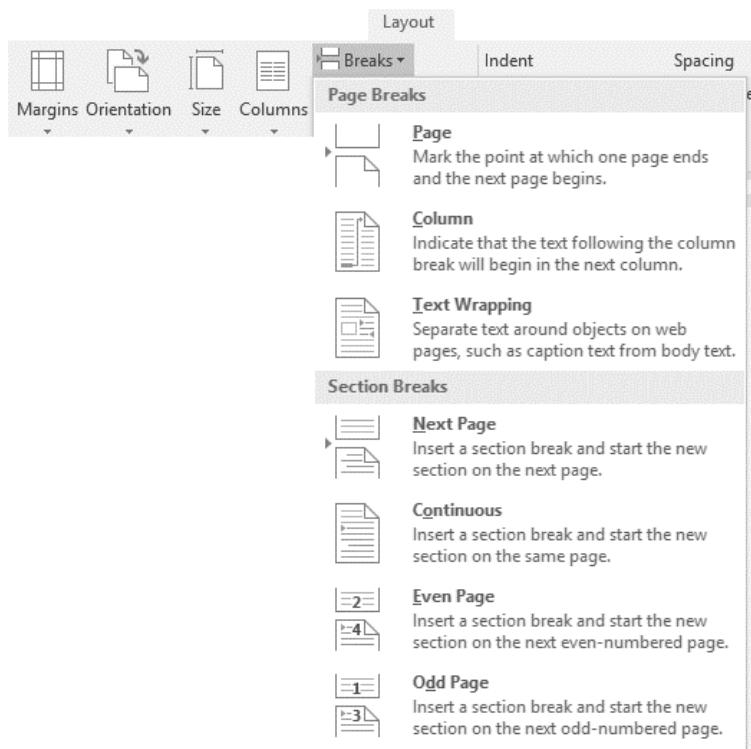 Layout
Breaks
Indent
Spacing
Margins
Orientation
Size
Columns
Page Breaks
Page
Mark the point at which one page ends
and the next page begins.
Column
Indicate that the text following the column
break will begin in the next column.
Text Wrapping
Separate text around objects on web
pages, such as caption text from body text.
Section Breaks
Next Page
Insert a section break and start the new
section on the next page.
Continuous
Insert a section break and start the new
section on the same page.
2
4
Even Page
Insert a section break and start the new
section on the next even-numbered page.
1
3
Odd Page
Insert a section break and start the new
section on the next odd-numbered page.